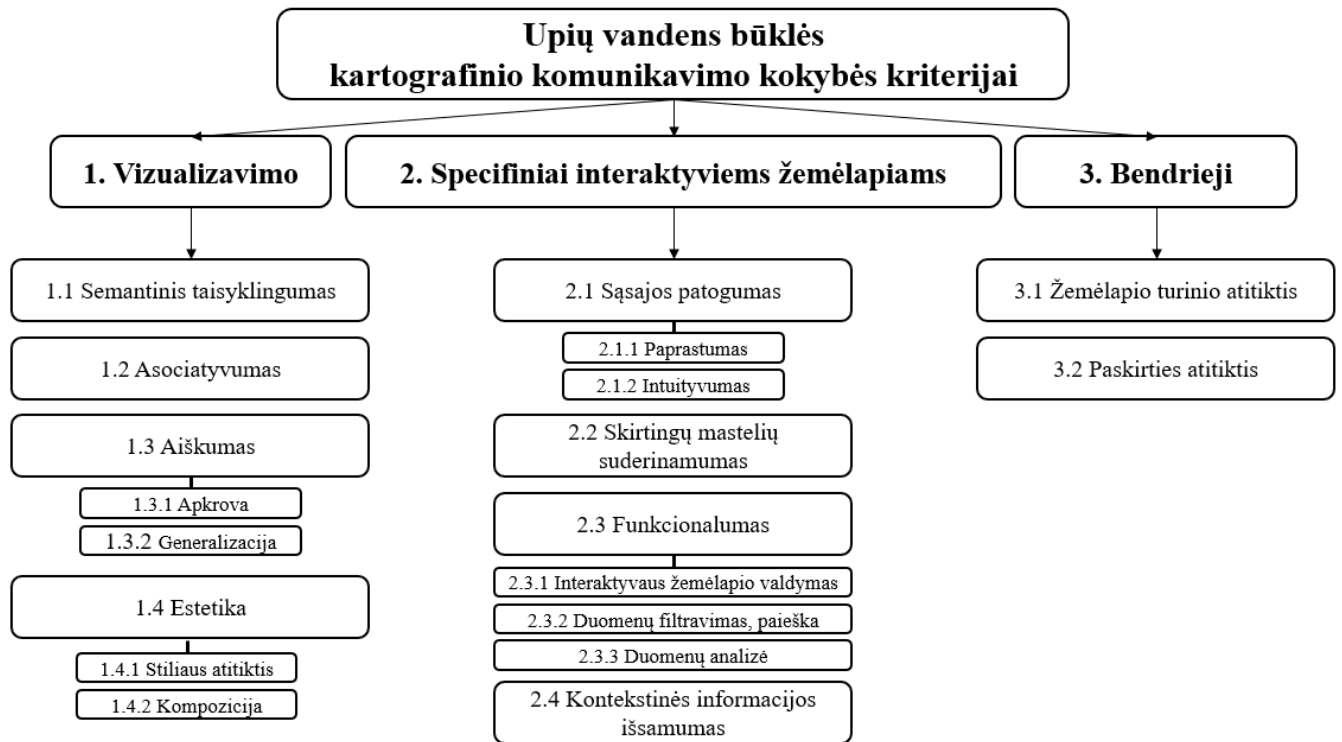 Upių vandens būklės
kartografinio komunikavimo kokybės kriterijai
1. Vizualizavimo
2. Specifiniai interaktyviems žemėlapiams
3. Bendrieji
1.1 Semantinis taisyklingumas
1.2 Asociatyvumas
1.3 Aiškumas
1.3.1 Apkrova
1.3.2 Generalizacija
1.4 Estetika
1.4.1 Stiliaus atitiktis
1.4.2 Kompozicija
2.1 Sąsajos patogumas
2.1.1 Paprastumas
2.1.2 Intuityvumas
2.2 Skirtingų mastelių
suderinamumas
2.3 Funkcionalumas
2.3.1 Interaktyvaus žemėlapio valdymas
2.3.2 Duomenų filtravimas, paieška
2.3.3 Duomenų analizė
2.4 Kontekstinės informacijos
išsamumas
3.1 Žemėlapio turinio atitiktis
3.2 Paskirties atitiktis